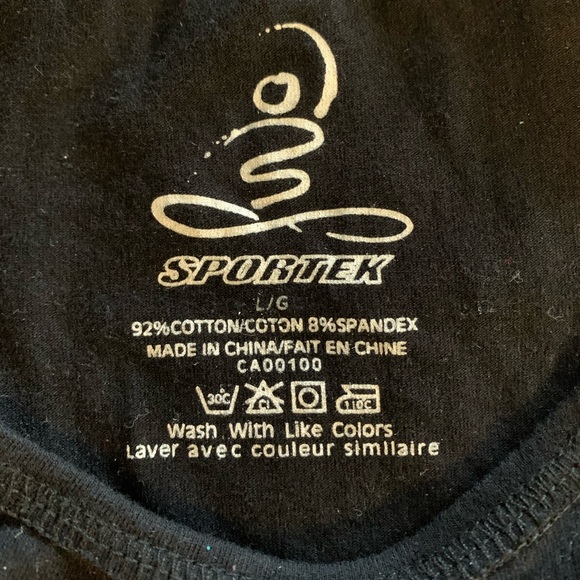 SPORTEK
L/G
92%COTTON/COTON 8%SPANDEX
MADE IN CHINA/FAIT EN CHINE
CA00100
30C CL 110C
Wash With Like Colors
Laver avec couleur similaire